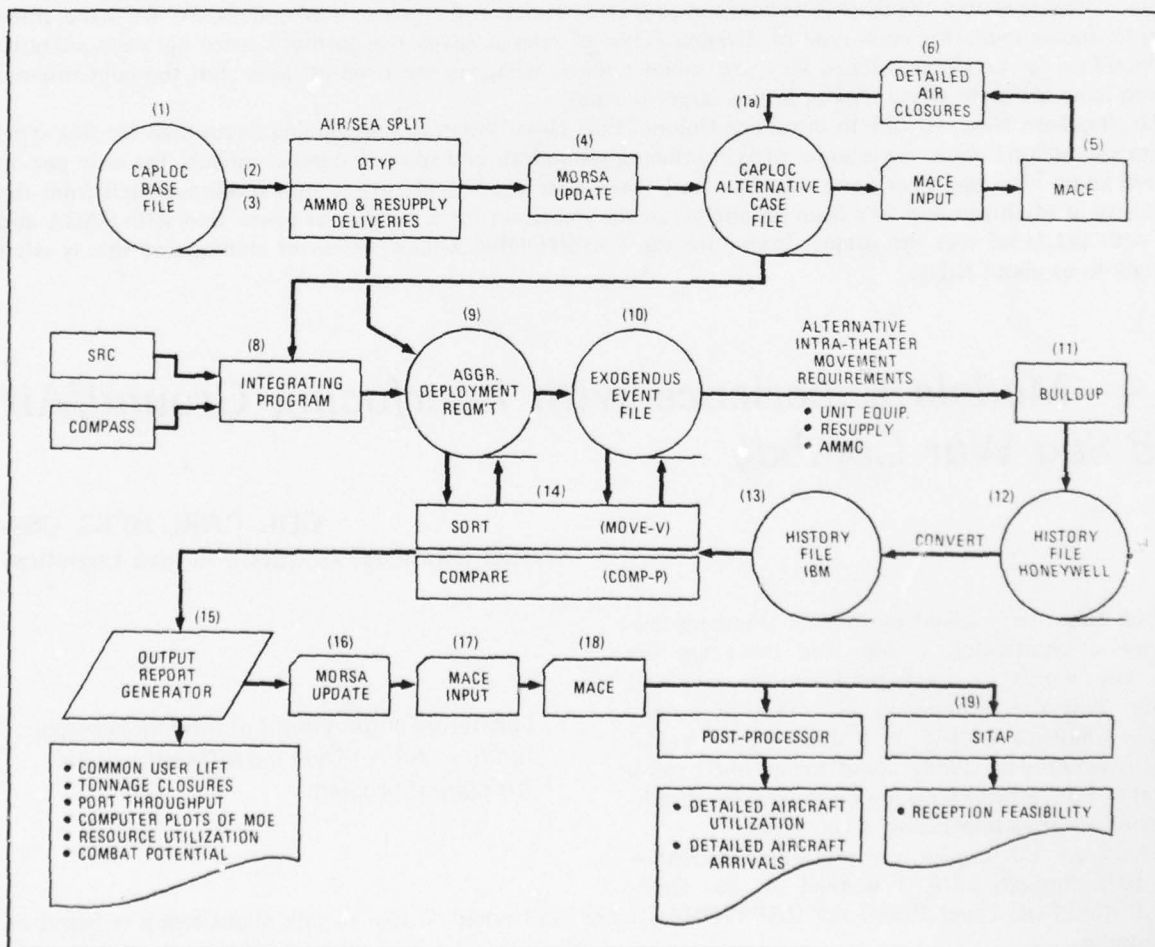 (1)
CAPLOC
BASE
FILE
(2)
(3)
AIR/SEA SPLIT
QTYP
AMMO & RESUPPLY
DELIVERIES
(4)
MORSA
UPDATE
(1a)
CAPLOC
ALTERNATIVE
CASE
FILE
(6)
DETAILED
AIR
CLOSURES
MACE
INPUT
(5)
MACE
SRC
COMPASS
(8)
INTEGRATING
PROGRAM
(9)
AGGR.
DEPLOYMENT
REQM'T
(10)
EXOGENOUS
EVENT
FILE
ALTERNATIVE
INTRA-THEATER
MOVEMENT
REQUIREMENTS
• UNIT EQUIP.
• RESUPPLY
• AMMO
(11)
BUILDUP
(14)
SORT (MOVE-V)
COMPARE (COMP-P)
(13)
HISTORY
FILE
IBM
CONVERT
(12)
HISTORY
FILE
HONEYWELL
(15)
OUTPUT
REPORT
GENERATOR
(16)
MORSA
UPDATE
(17)
MACE
INPUT
(18)
MACE
POST-PROCESSOR
(19)
SITAP
• COMMON USER LIFT
• TONNAGE CLOSURES
• PORT THROUGHPUT
• COMPUTER PLOTS OF MOE
• RESOURCE UTILIZATION
• COMBAT POTENTIAL
• DETAILED AIRCRAFT
UTILIZATION
• DETAILED AIRCRAFT
ARRIVALS
• RECEPTION FEASIBILITY